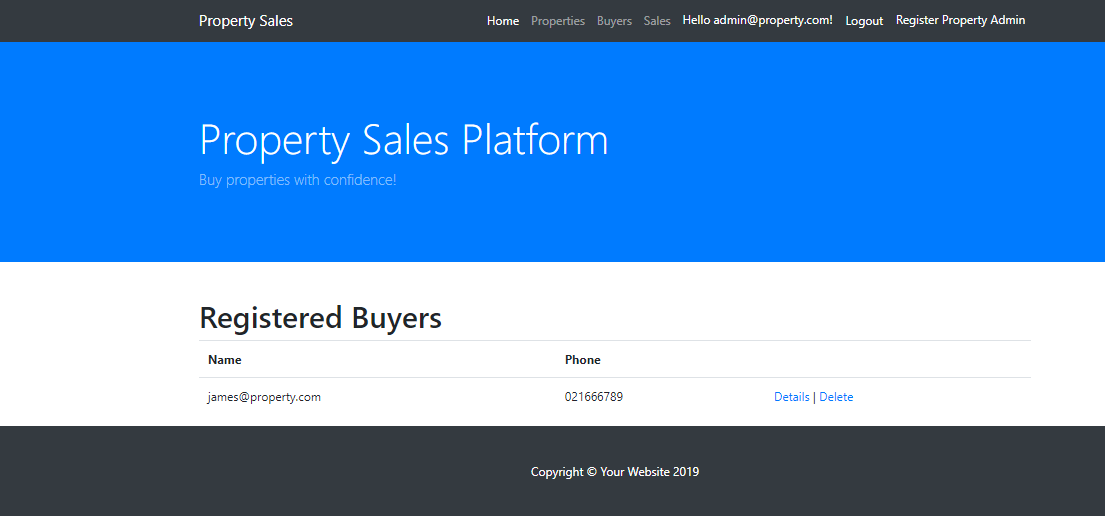 Property Sales Home Properties Buyers Sales Hello admin@property.com! Logout Register Property Admin
Property Sales Platform
Buy properties with confidence!
Registered Buyers
Name Phone
james@property.com 021666789 Details | Delete
Copyright © Your Website 2019